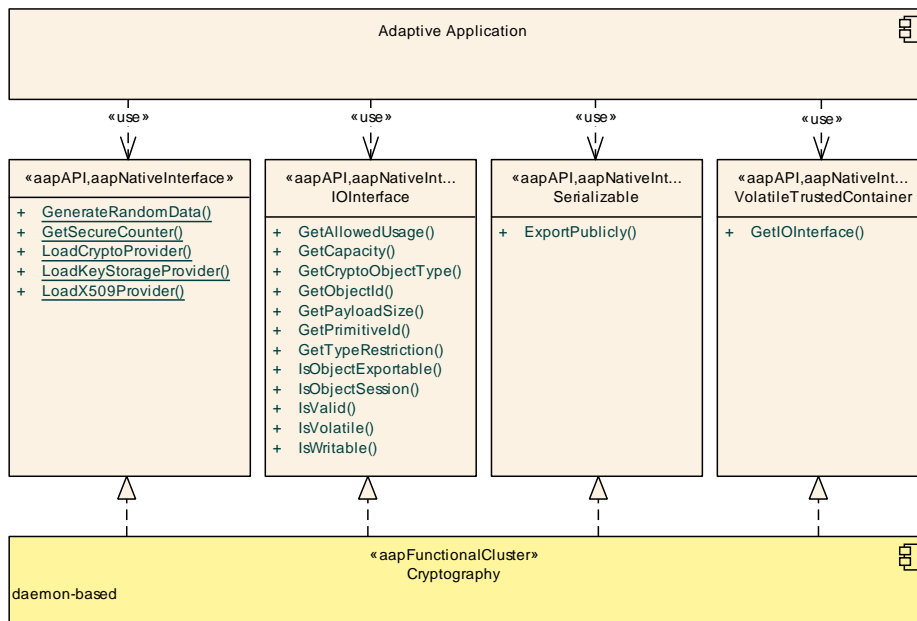 Adaptive Application
«use» «use» «use» «use»
«aapAPI,aapNativeInterface»
+ GenerateRandomData()
+ GetSecureCounter()
+ LoadCryptoProvider()
+ LoadKeyStorageProvider()
+ LoadX509Provider()
«aapAPI,aapNativeInt...
IOInterface
+ GetAllowedUsage()
+ GetCapacity()
+ GetCryptoObjectType()
+ GetObjectId()
+ GetPayloadSize()
+ GetPrimitiveId()
+ GetTypeRestriction()
+ IsObjectExportable()
+ IsObjectSession()
+ IsValid()
+ IsVolatile()
+ IsWritable()
«aapAPI,aapNativeInt...
Serializable
+ ExportPublicly()
«aapAPI,aapNativeInt...
VolatileTrustedContainer
+ GetIOInterface()
«aapFunctionalCluster»
Cryptography
daemon-based